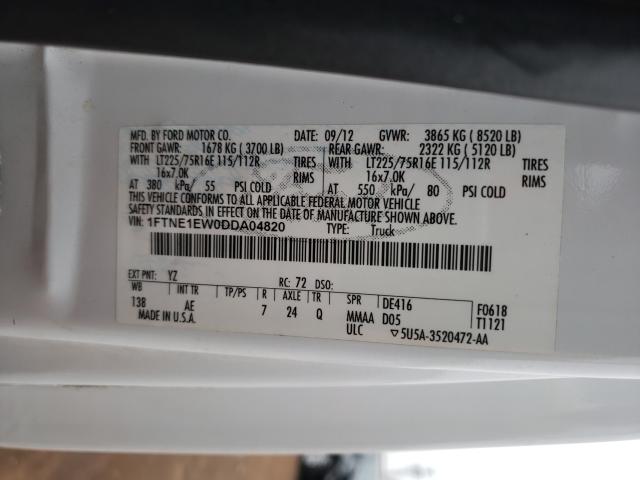 MFD. BY FORD MOTOR CO. DATE: 09/12 GVWR: 3865 KG ( 8520 LB)
FRONT GAWR: 1678 KG ( 3700 LB) REAR GAWR: 2322 KG ( 5120 LB)
WITH LT225/75R16E 115/112R TIRES WITH LT225/75R16E 115/112R TIRES
16x7.0K RIMS 16x7.0K RIMS
AT 380 kPa/ 55 PSI COLD AT 550 kPa/ 80 PSI COLD
THIS VEHICLE CONFORMS TO ALL APPLICABLE FEDERAL MOTOR VEHICLE
SAFETY STANDARDS IN EFFECT ON THE DATE OF MANUFACTURE SHOWN ABOVE.
VIN: 1FTNE1EW0DDA04820 TYPE: Truck
EXT PNT: YZ RC: 72 DSO:
WB INT TR TP/PS R AXLE TR SPR DE416 F0618
138 AE 7 24 Q MMAA D05 T1121
MADE IN U.S.A. ULC ▽5U5A-3520472-AA